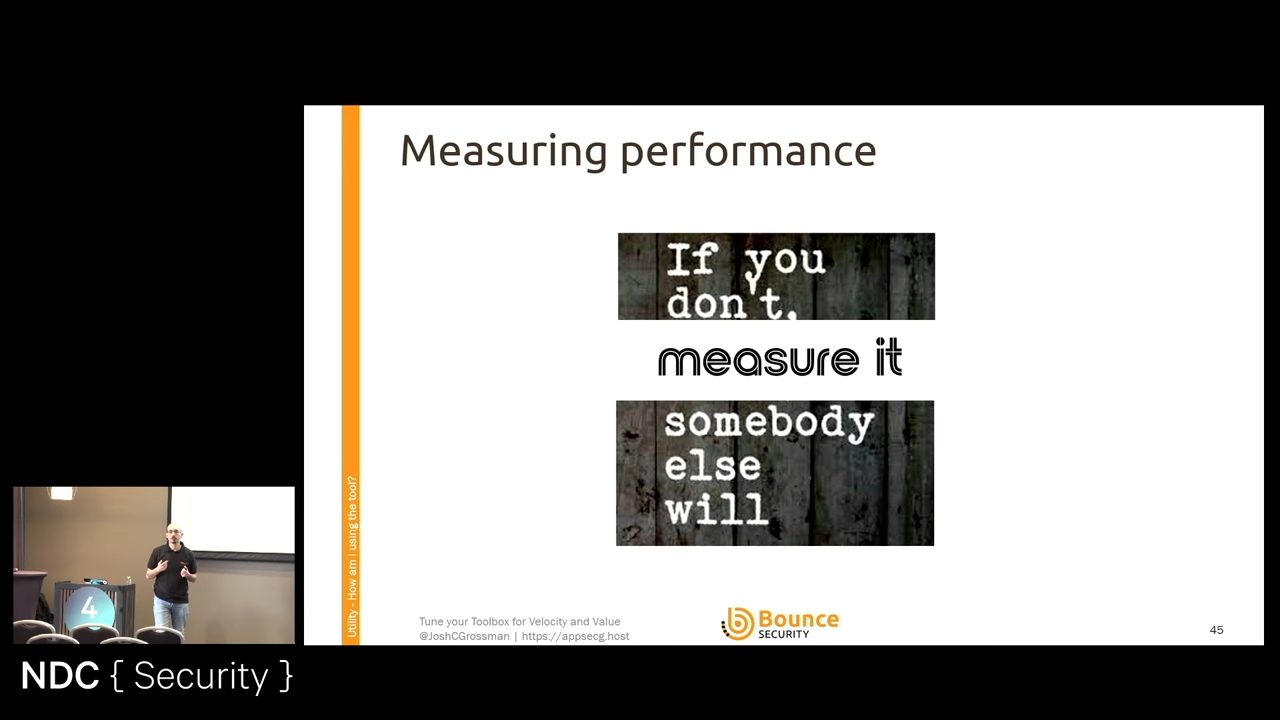 Measuring performance
If you
don't,
measure it
somebody
else
will
Utility - How am I using the tool?
Tune your Toolbox for Velocity and Value
@JoshCGrossman | https://appsecg.host
Bounce
SECURITY
45
4
NDC { Security }